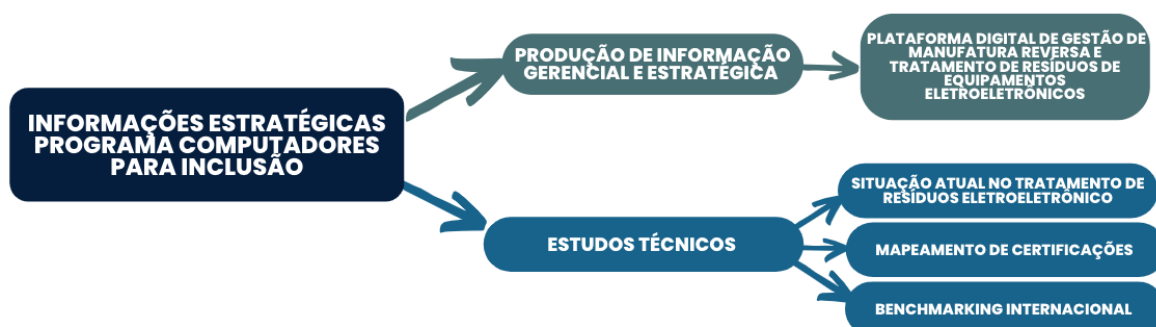 INFORMAÇÕES ESTRATÉGICAS
PROGRAMA COMPUTADORES
PARA INCLUSÃO
PRODUÇÃO DE INFORMAÇÃO
GERENCIAL E ESTRATÉGICA
PLATAFORMA DIGITAL DE GESTÃO DE
MANUFATURA REVERSA E
TRATAMENTO DE RESÍDUOS DE
EQUIPAMENTOS
ELETROELETRÔNICOS
ESTUDOS TÉCNICOS
SITUAÇÃO ATUAL NO TRATAMENTO DE
RESÍDUOS ELETROELETRÔNICO
MAPEAMENTO DE CERTIFICAÇÕES
BENCHMARKING INTERNACIONAL